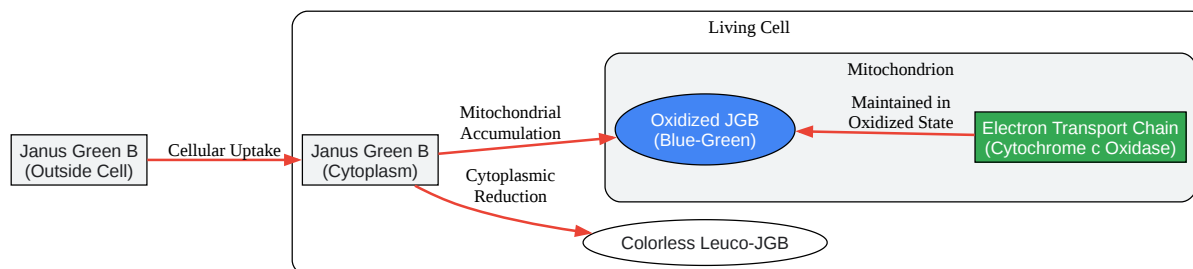 Living Cell
Mitochondrion
Janus Green B
(Outside Cell)
Cellular Uptake
Janus Green B
(Cytoplasm)
Mitochondrial
Accumulation
Oxidized JGB
(Blue-Green)
Maintained in
Oxidized State
Electron Transport Chain
(Cytochrome c Oxidase)
Cytoplasmic
Reduction
Colorless Leuco-JGB